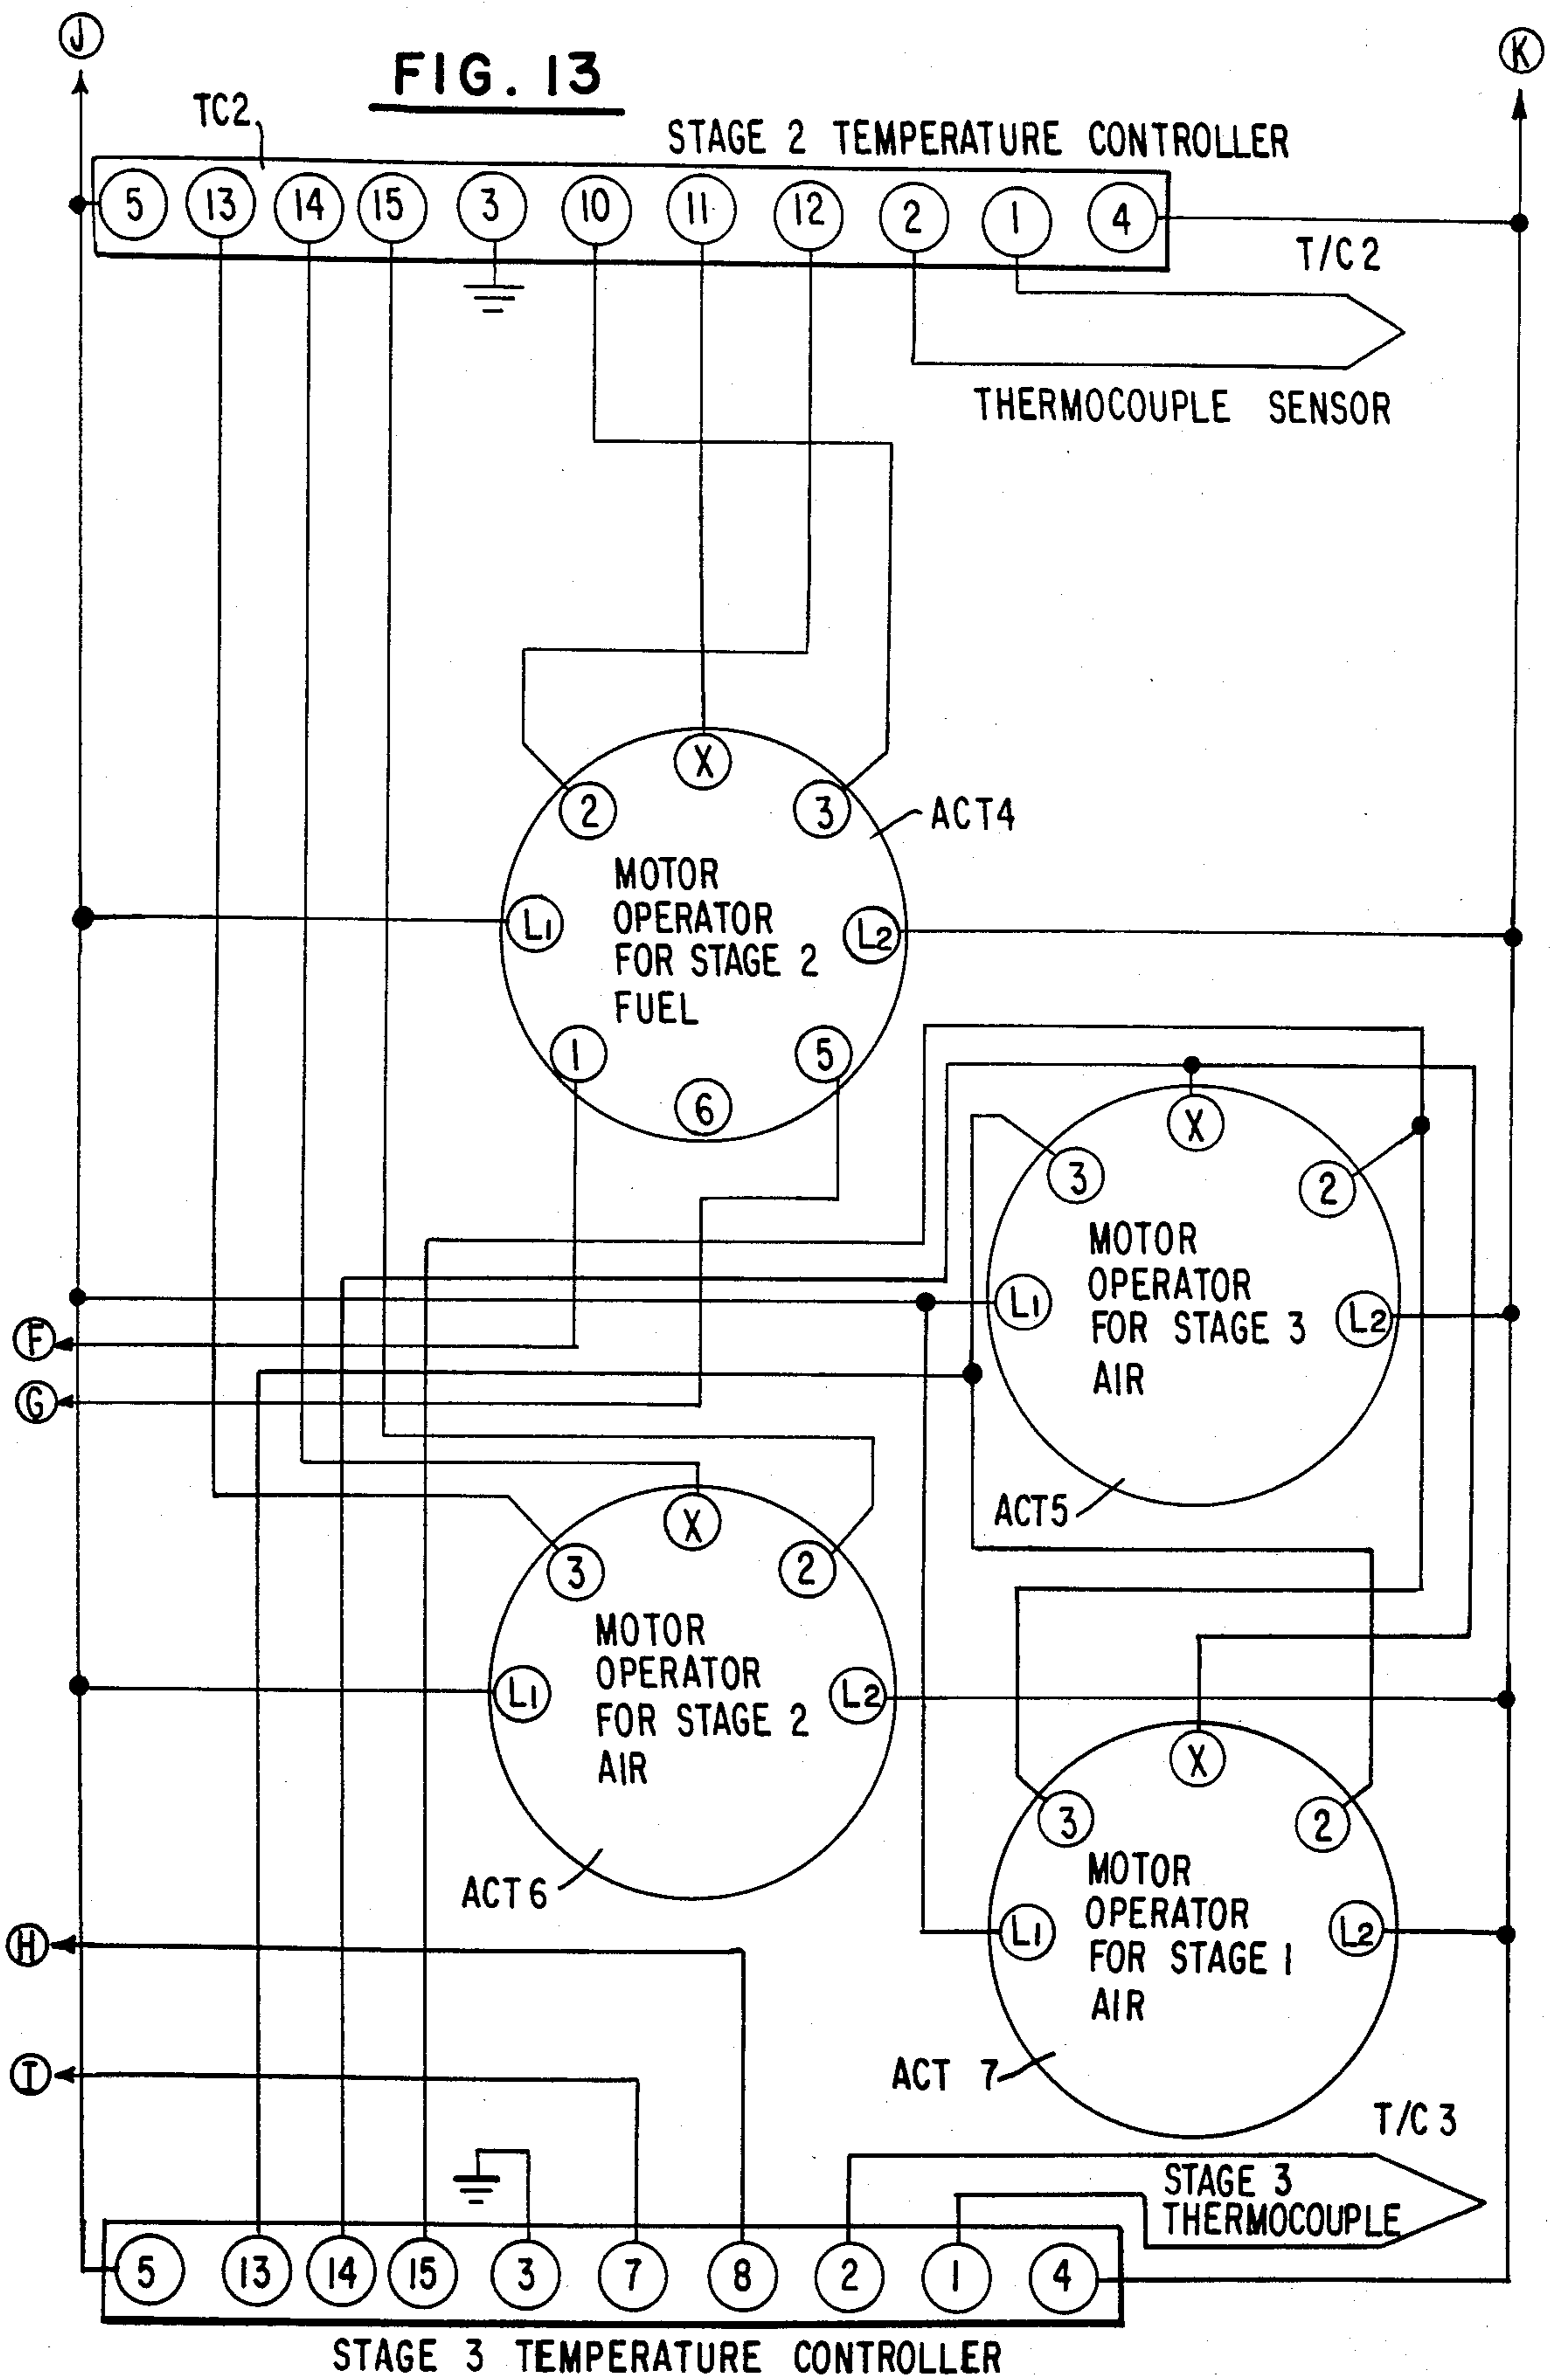 J
FIG. 13
K
TC2
STAGE 2 TEMPERATURE CONTROLLER
5 13 14 15 3 10 11 12 2 1 4
T/C2
THERMOCOUPLE SENSOR
X
2 3
ACT4
MOTOR
OPERATOR
FOR STAGE 2
FUEL
L1 L2
1 5
6
X
3 2
MOTOR
OPERATOR
FOR STAGE 3
AIR
L1 L2
F
G
ACT5
X
3 2
MOTOR
OPERATOR
FOR STAGE 2
AIR
L1 L2
ACT6
X
3 2
MOTOR
OPERATOR
FOR STAGE 1
AIR
L1 L2
H
I
ACT 7
T/C3
STAGE 3
THERMOCOUPLE
5 13 14 15 3 7 8 2 1 4
STAGE 3 TEMPERATURE CONTROLLER